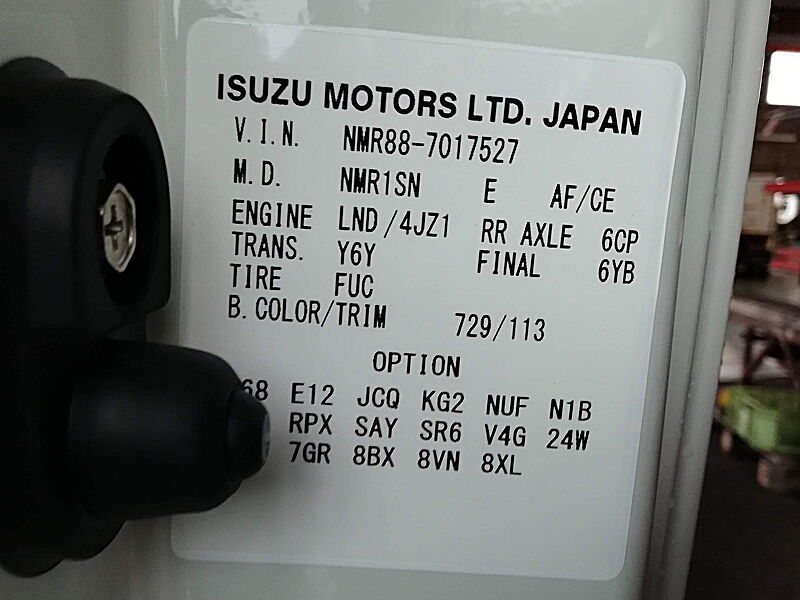 ISUZU MOTORS LTD. JAPAN
V.I.N. NMR88-7017527
M.D. NMR1SN E AF/CE
ENGINE LND/4JZ1 RR AXLE 6CP
TRANS. Y6Y FINAL 6YB
TIRE FUC
B.COLOR/TRIM 729/113
OPTION
E12 JCQ KG2 NUF N1B
RPX SAY SR6 V4G 24W
7GR 8BX 8VN 8XL